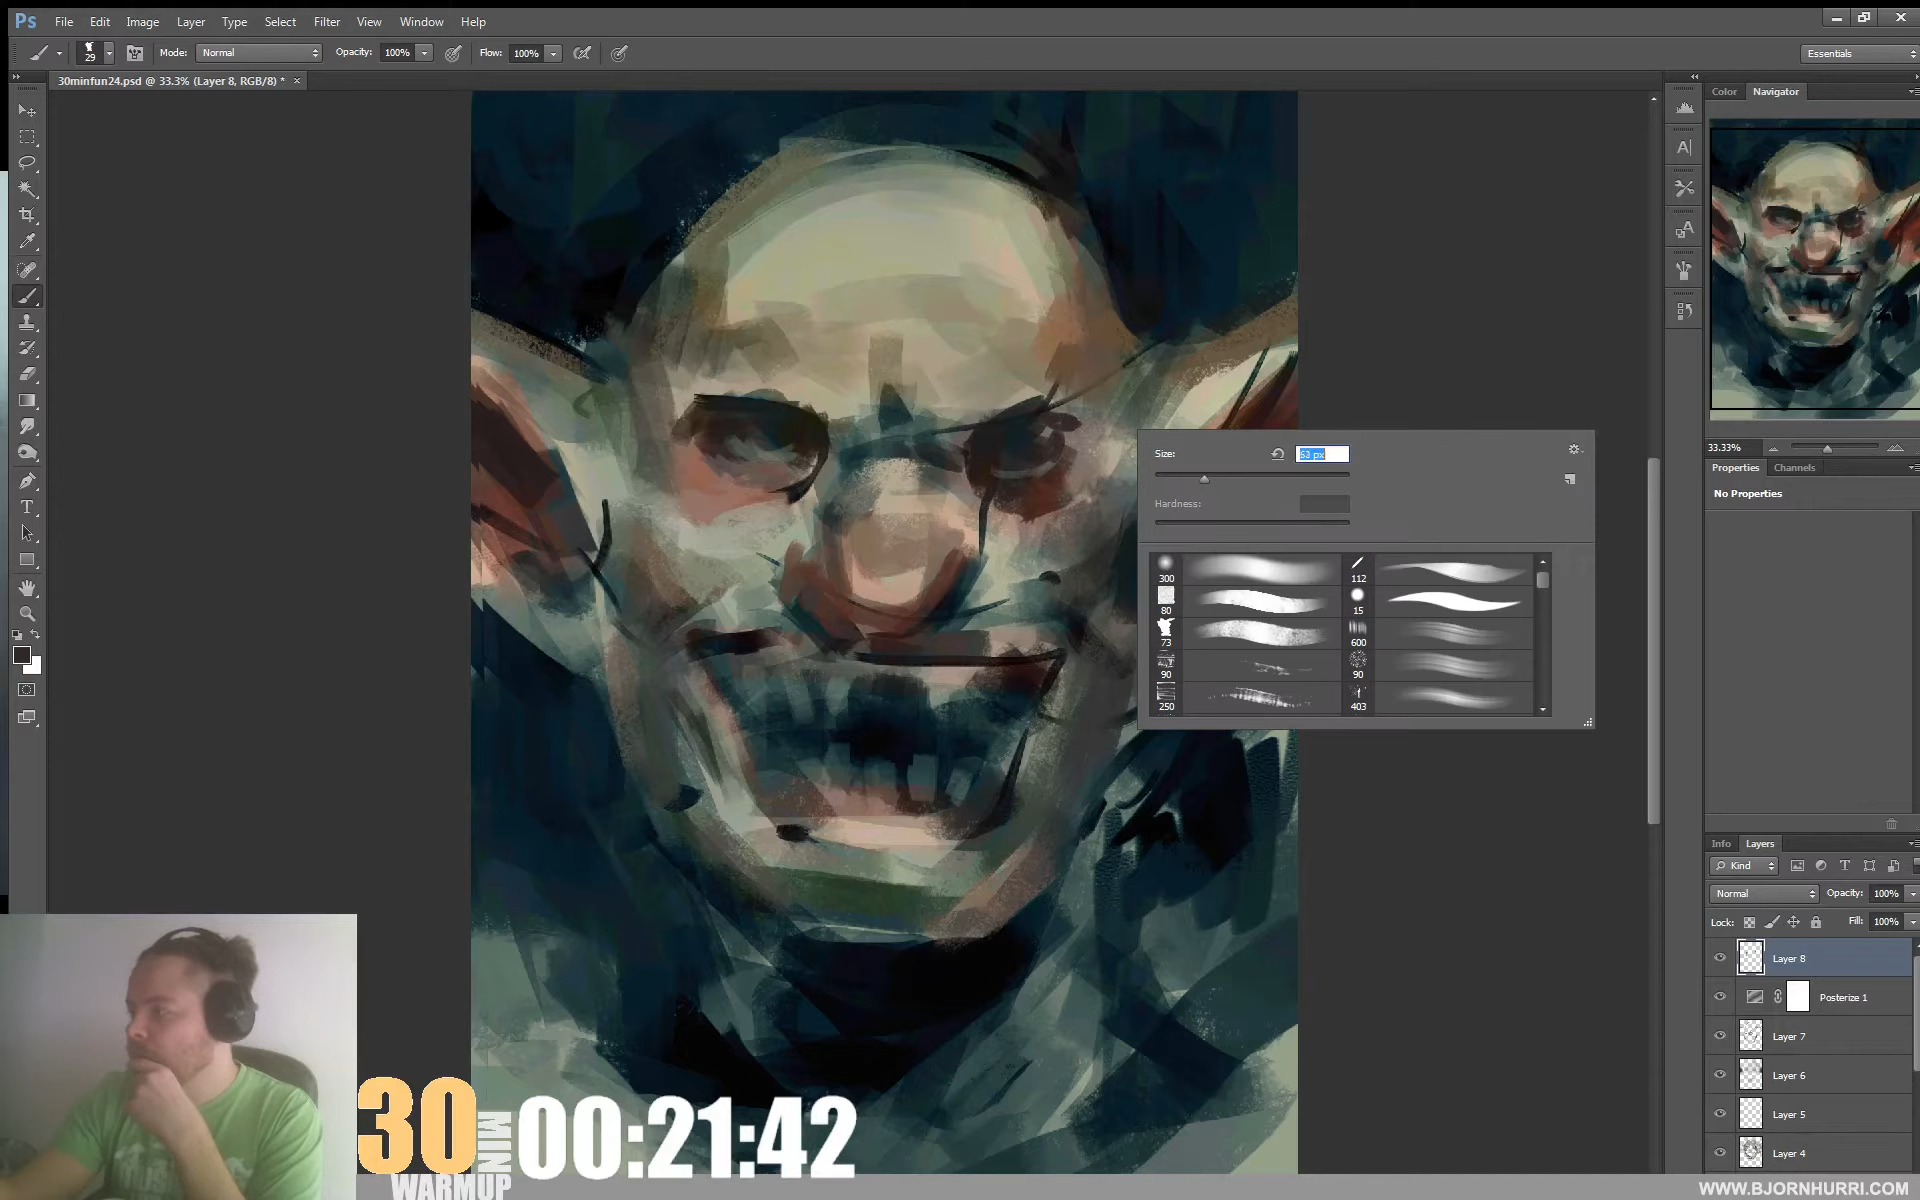 Ps File Edit Image Layer Type Select Filter View Window Help
29 Mode: Normal Opacity: 100% Flow: 100% Essentials
30minfun24.psd @ 33.3% (Layer 8, RGB/8) * ×
Color Navigator
33.33%
Properties Channels
No Properties
Size: 63 px
Hardness:
300 112
80 15
73 600
90 90
250 403
Info Layers
Kind
Normal Opacity: 100%
Lock: Fill: 100%
Layer 8
Posterize 1
Layer 7
Layer 6
Layer 5
Layer 4
30 MIN WARMUP
00:21:42
WWW.BJORNHURRI.COM